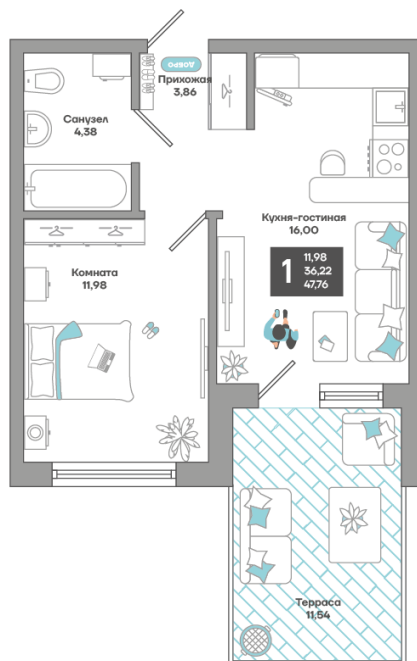 ДОБРО
Прихожая
3,86
Санузел
4,38
Кухня-гостиная
16,00
1
11,98
36,22
47,76
Комната
11,98
Терраса
11,54